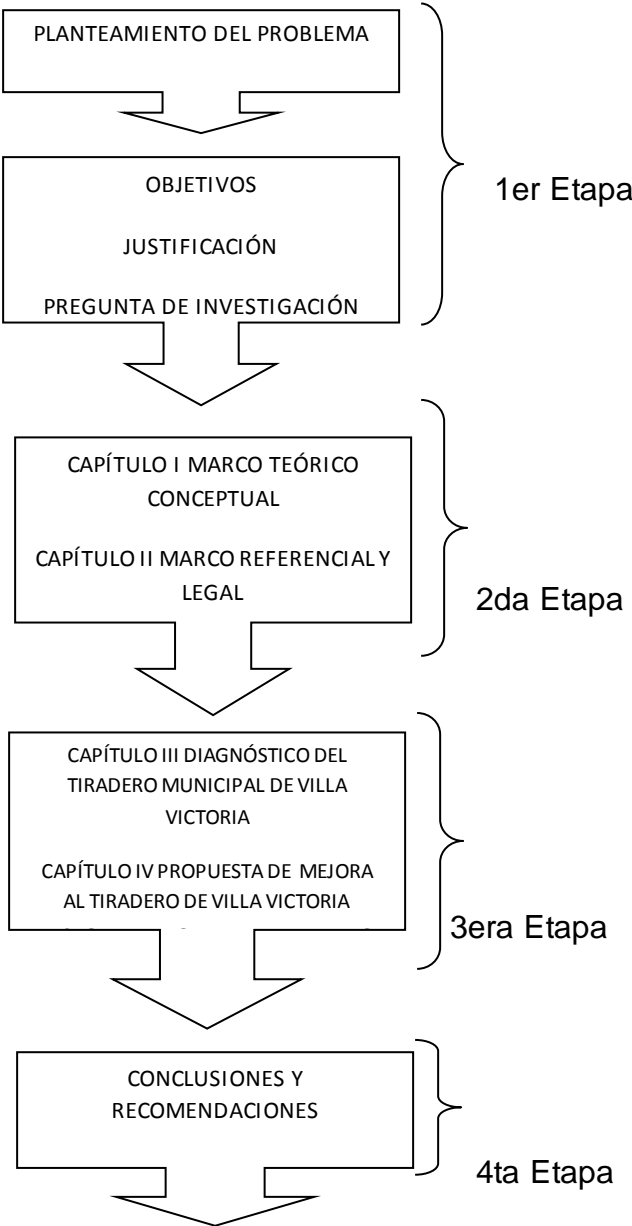 PLANTEAMIENTO DEL PROBLEMA
OBJETIVOS
JUSTIFICACIÓN
PREGUNTA DE INVESTIGACIÓN
1er Etapa
CAPÍTULO I MARCO TEÓRICO
CONCEPTUAL
CAPÍTULO II MARCO REFERENCIAL Y
LEGAL
2da Etapa
CAPÍTULO III DIAGNÓSTICO DEL
TIRADERO MUNICIPAL DE VILLA
VICTORIA
CAPÍTULO IV PROPUESTA DE MEJORA
AL TIRADERO DE VILLA VICTORIA
3era Etapa
CONCLUSIONES Y
RECOMENDACIONES
4ta Etapa